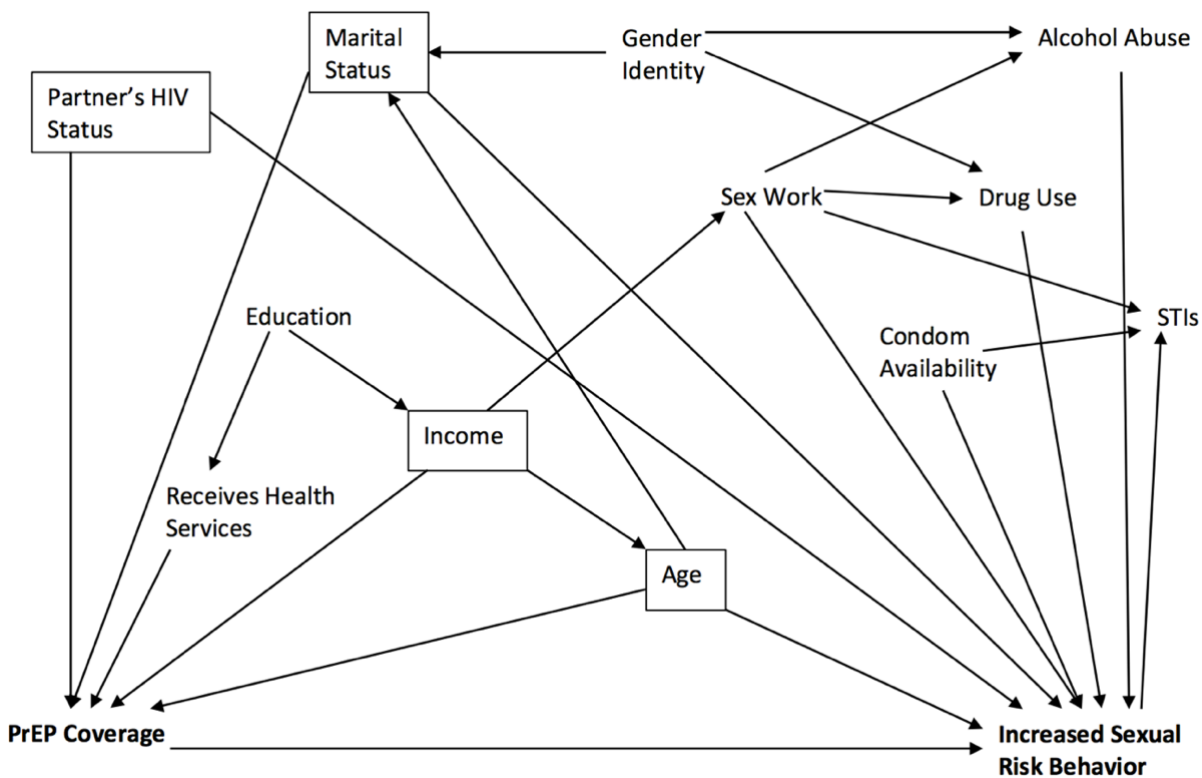 Marital
Status
Gender
Identity
Alcohol Abuse
Partner’s HIV
Status
Sex Work
Drug Use
Education
STIs
Condom
Availability
Income
Receives Health
Services
Age
PrEP Coverage
Increased Sexual
Risk Behavior